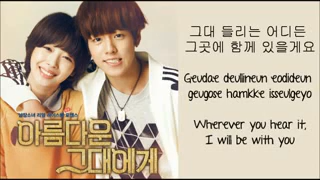 그대 들리는 어디든
그곳에 함께 있을게요
Geudae deullineun eodideun
geugose hamkke isseulgeyo
Wherever you hear it,
I will be with you
아름다운
그대에게